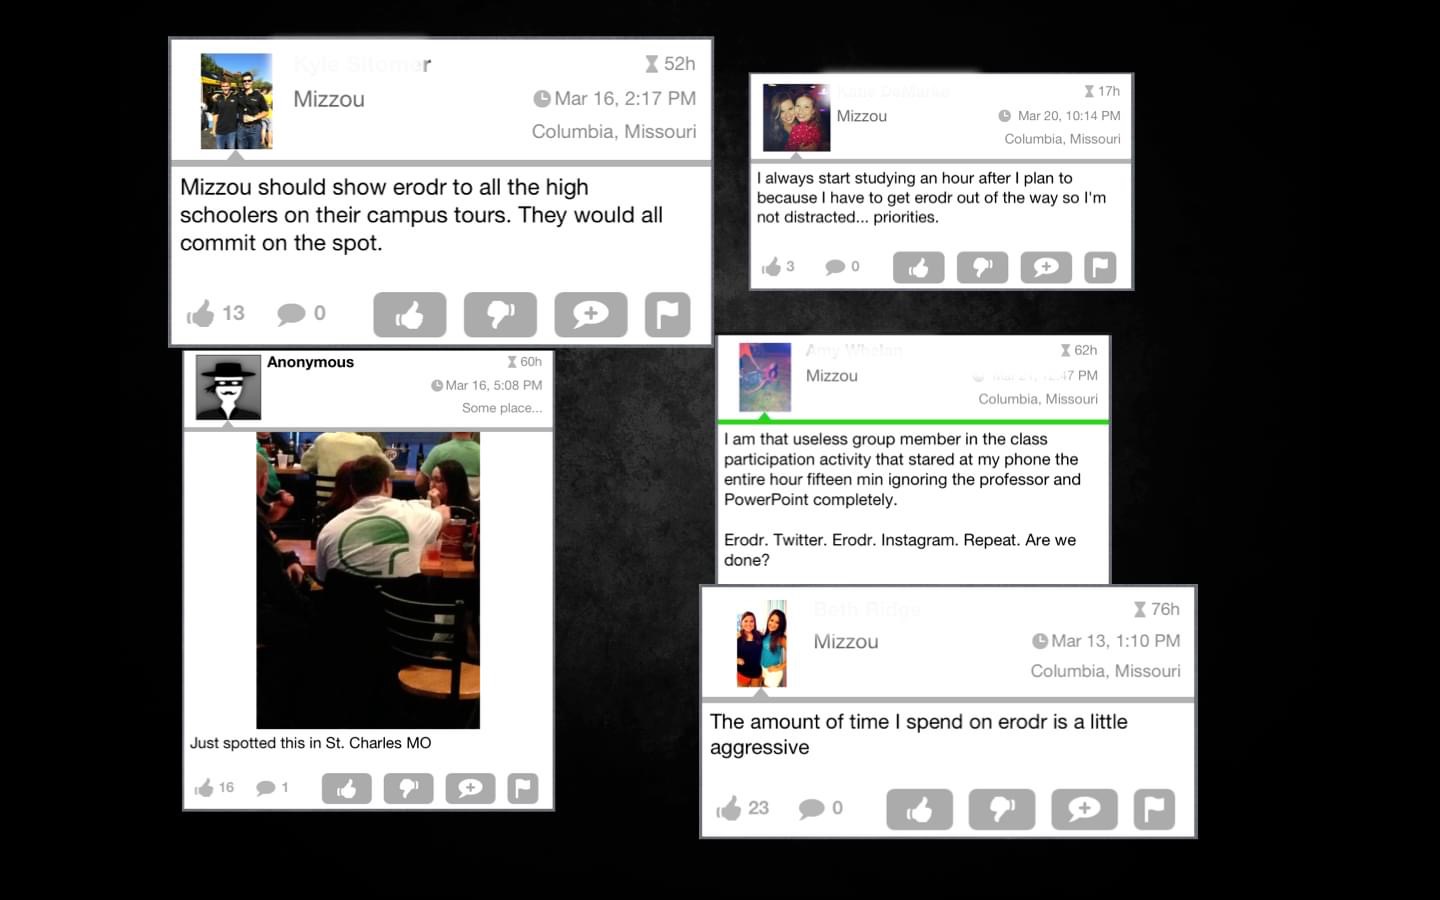 Mizzou
52h
Mar 16, 2:17 PM
Columbia, Missouri
Mizzou should show erodr to all the high
schoolers on their campus tours. They would all
commit on the spot.
13
0
Mizzou
17h
Mar 20, 10:14 PM
Columbia, Missouri
I always start studying an hour after I plan to
because I have to get erodr out of the way so I'm
not distracted... priorities.
3
0
Anonymous
60h
Mar 16, 5:08 PM
Some place...
Just spotted this in St. Charles MO
16
1
Mizzou
62h
PM
Columbia, Missouri
I am that useless group member in the class
participation activity that stared at my phone the
entire hour fifteen min ignoring the professor and
PowerPoint completely.
Erodr. Twitter. Erodr. Instagram. Repeat. Are we
done?
Mizzou
76h
Mar 13, 1:10 PM
Columbia, Missouri
The amount of time I spend on erodr is a little
aggressive
23
0